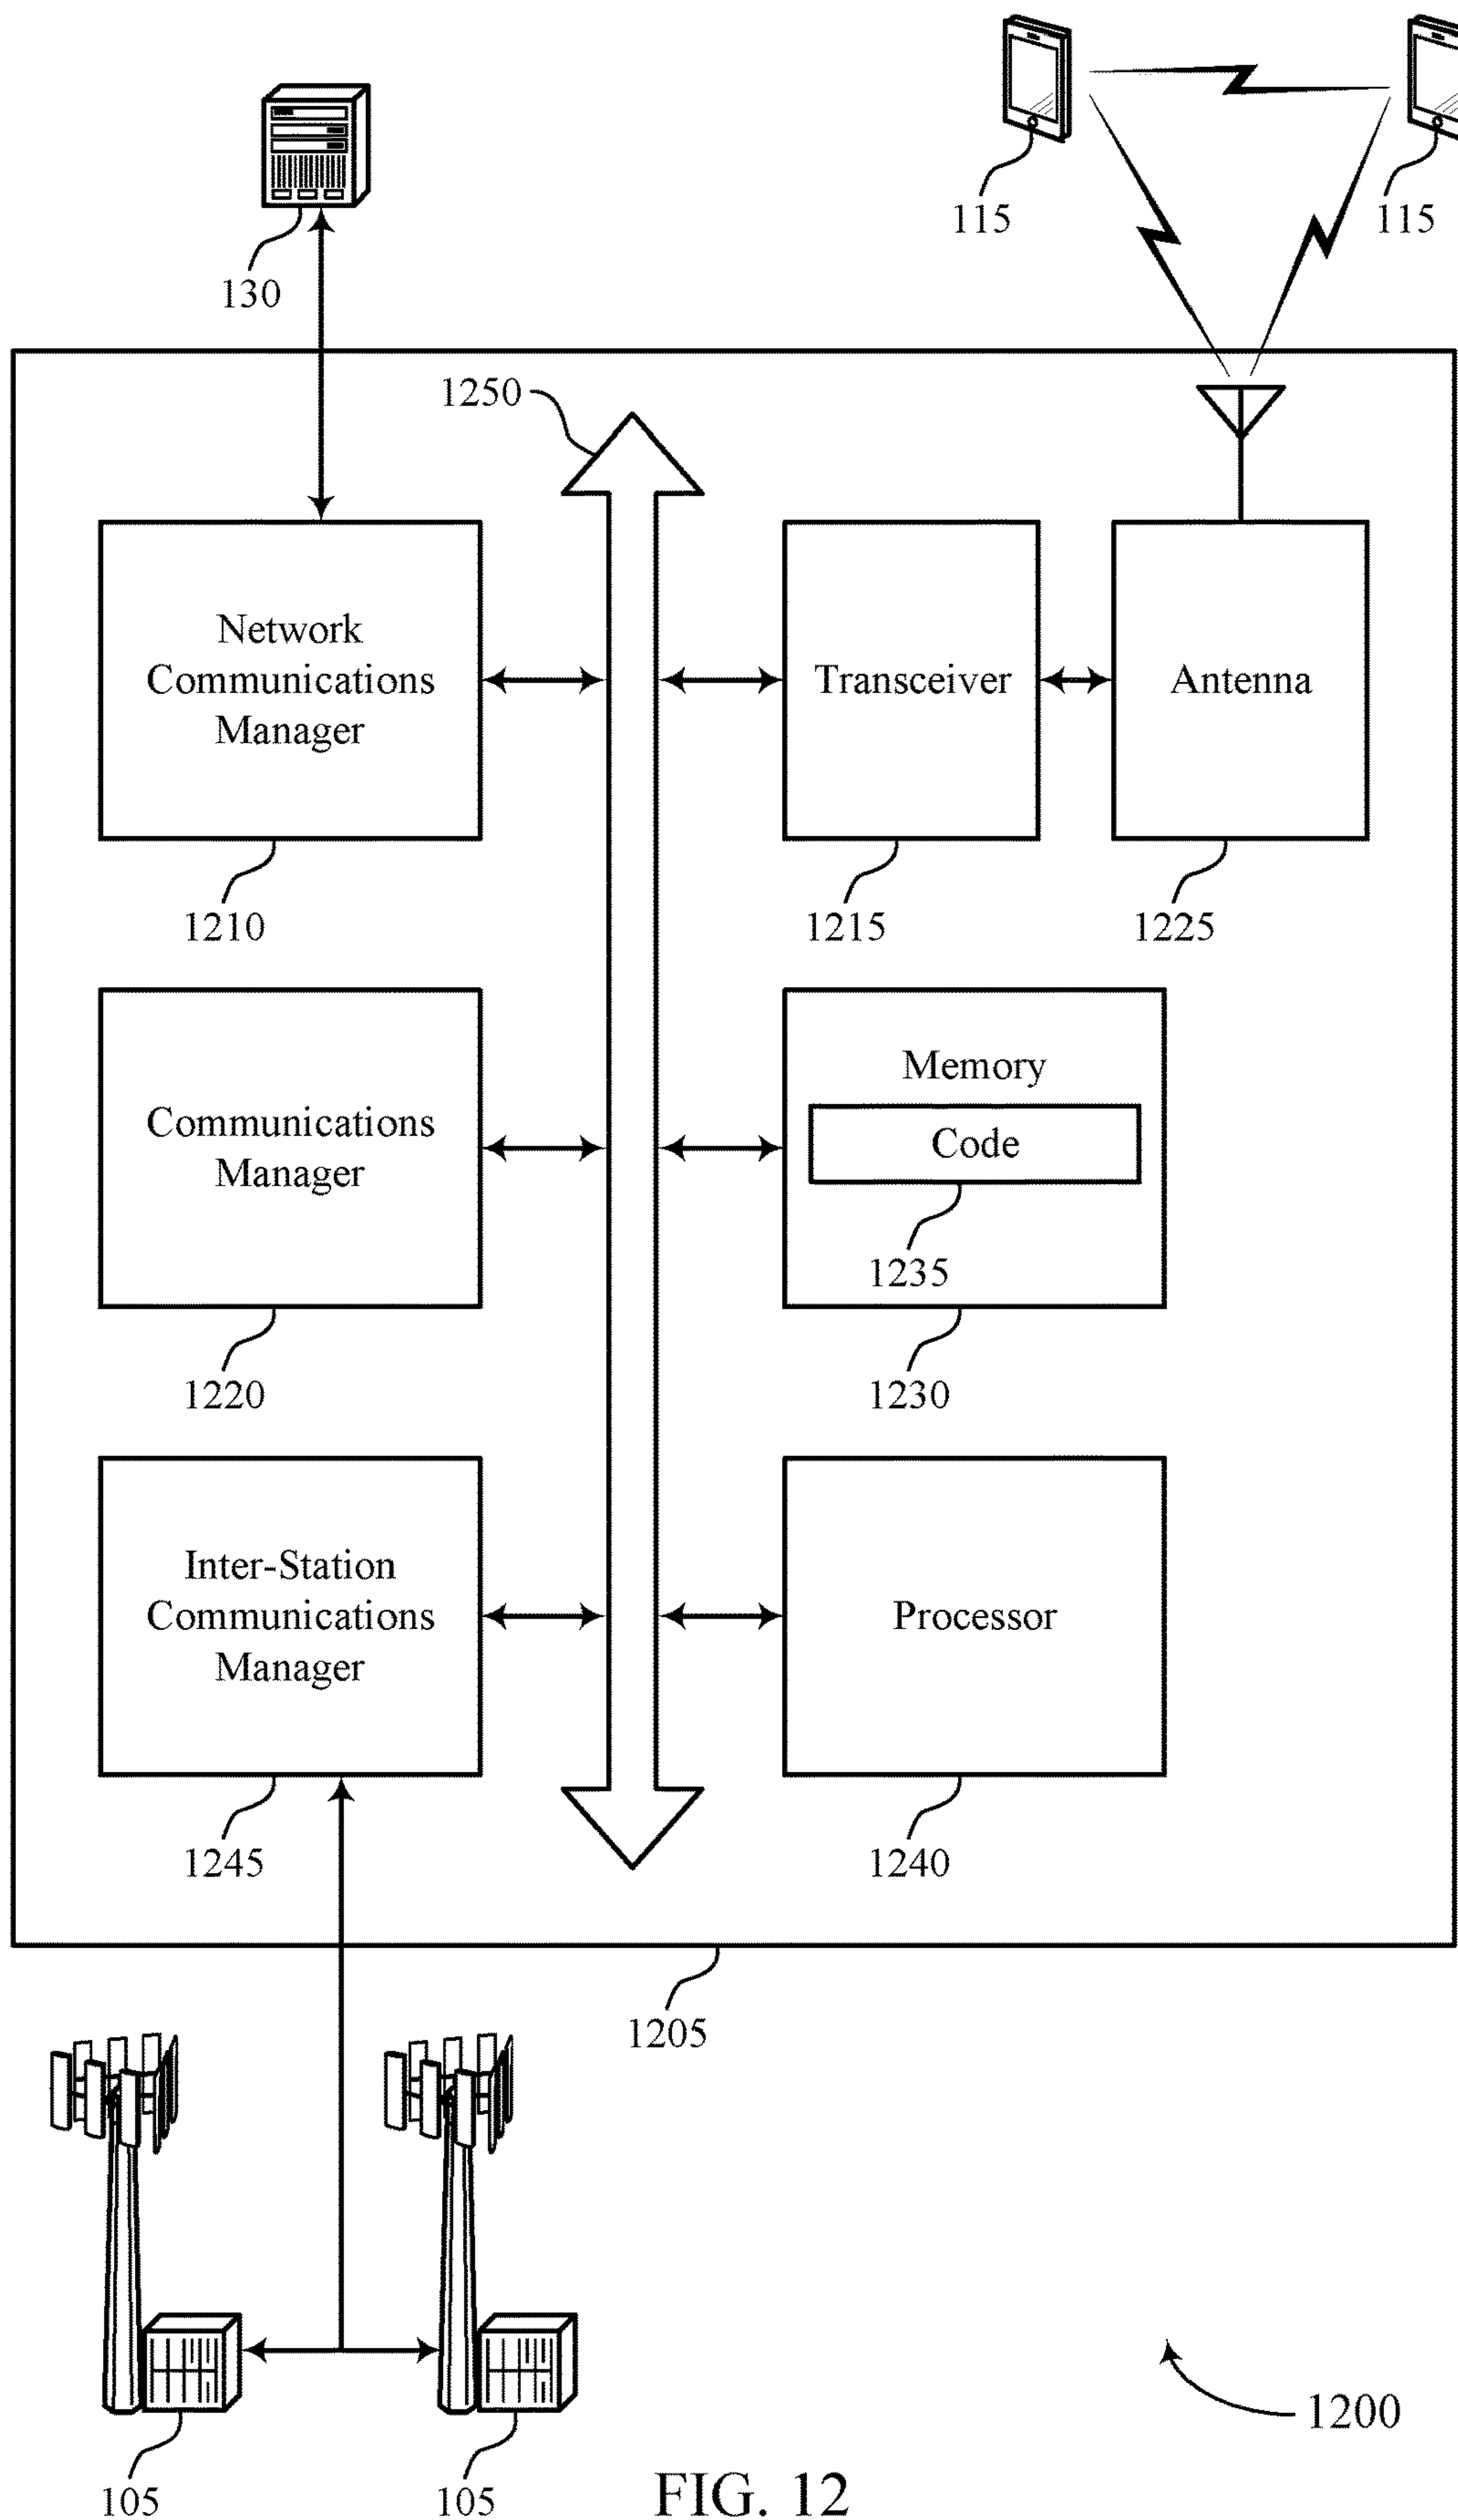 130
115
115
1250
Network
Communications
Manager
Transceiver
Antenna
1210
1215
1225
Communications
Manager
Memory
Code
1235
1220
1230
Inter-Station
Communications
Manager
Processor
1245
1240
1205
1200
105
105
FIG. 12